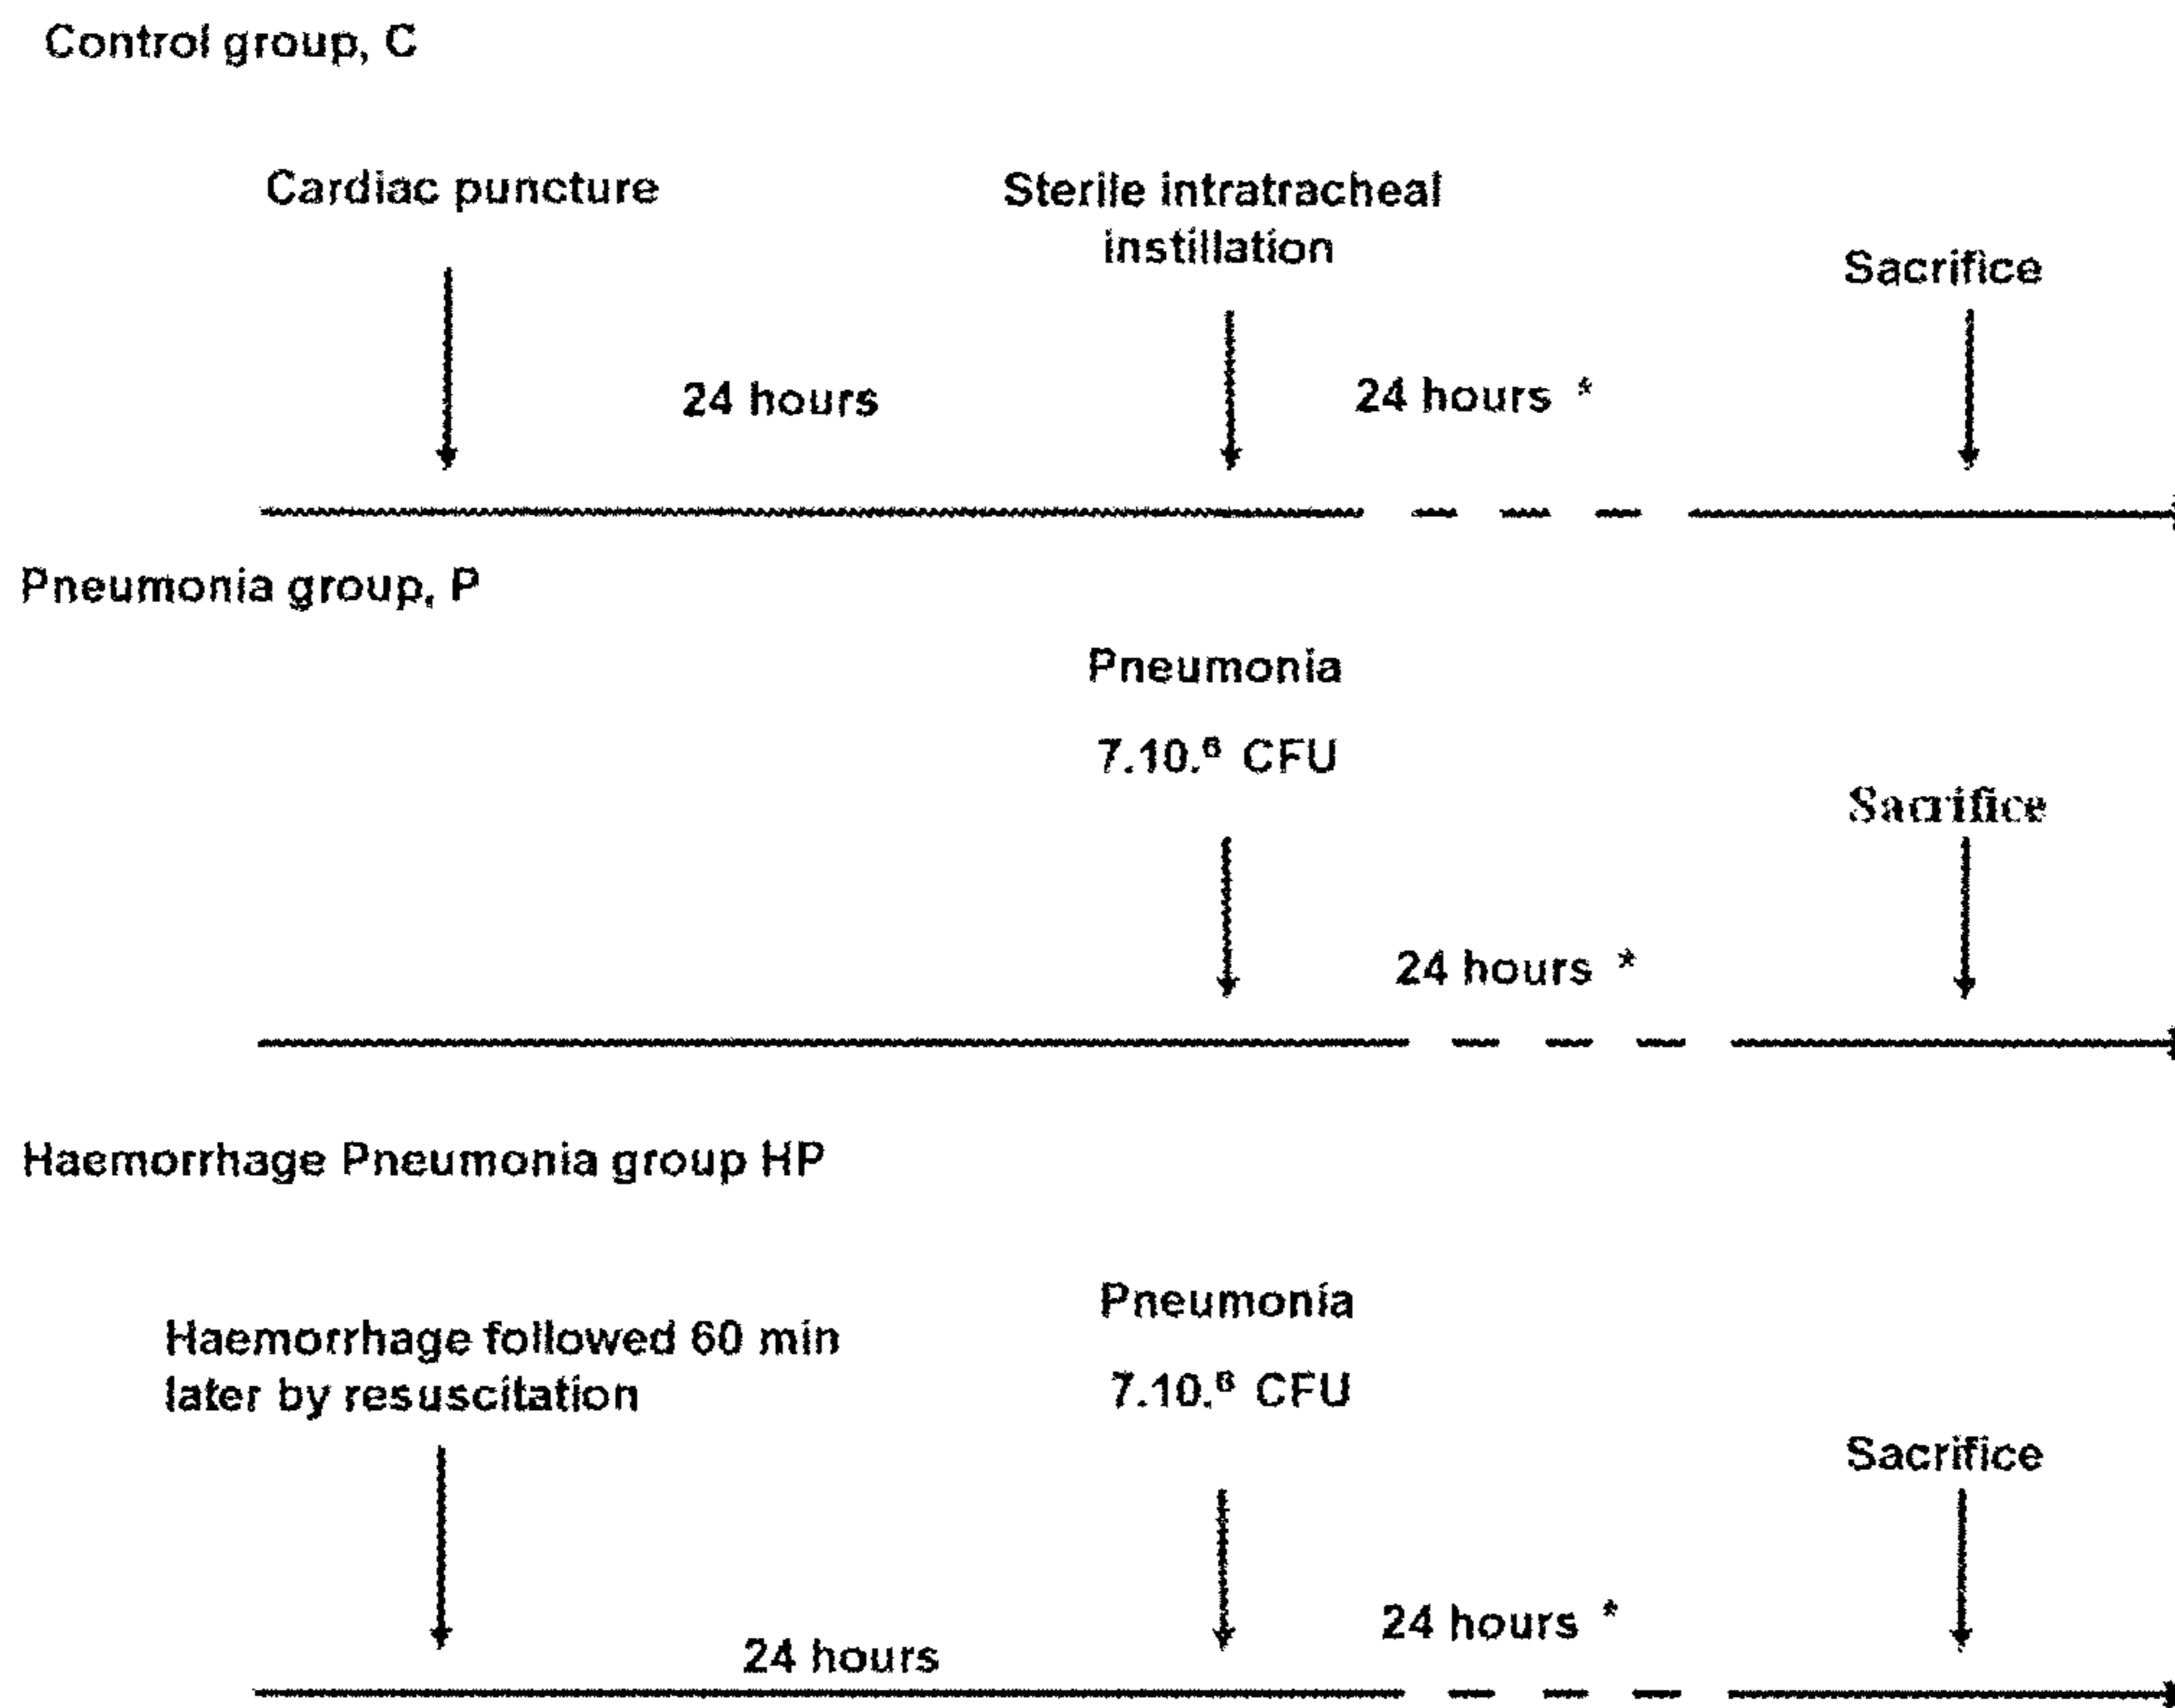 Control group, C
Cardiac puncture
Sterile intratracheal
instillation
Sacrifice
24 hours
24 hours *
Pneumonia group, P
Pneumonia
7.10.⁶ CFU
Sacrifice
24 hours *
Haemorrhage Pneumonia group HP
Haemorrhage followed 60 min
later by resuscitation
Pneumonia
7.10.⁶ CFU
Sacrifice
24 hours
24 hours *